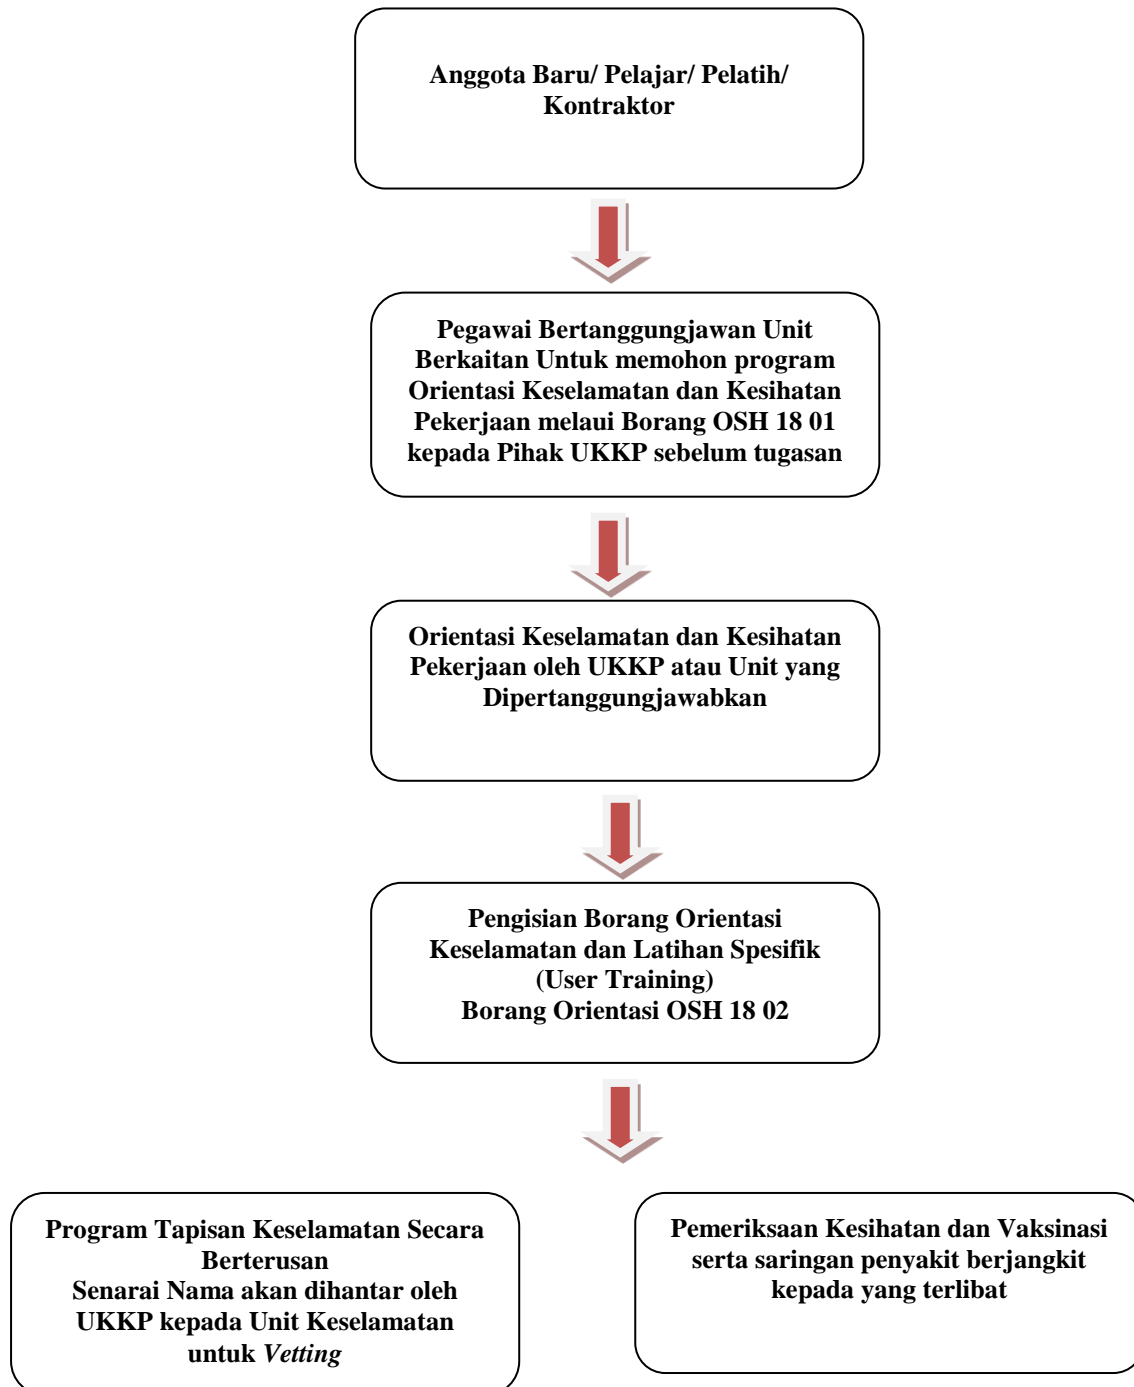 Anggota Baru/ Pelajar/ Pelatih/
Kontraktor
Pegawai Bertanggungjawan Unit
Berkaitan Untuk memohon program
Orientasi Keselamatan dan Kesihatan
Pekerjaan melaui Borang OSH 18 01
kepada Pihak UKKP sebelum tugasan
Orientasi Keselamatan dan Kesihatan
Pekerjaan oleh UKKP atau Unit yang
Dipertanggungjawabkan
Pengisian Borang Orientasi
Keselamatan dan Latihan Spesifik
(User Training)
Borang Orientasi OSH 18 02
Program Tapisan Keselamatan Secara
Berterusan
Senarai Nama akan dihantar oleh
UKKP kepada Unit Keselamatan
untuk Vetting
Pemeriksaan Kesihatan dan Vaksinasi
serta saringan penyakit berjangkit
kepada yang terlibat